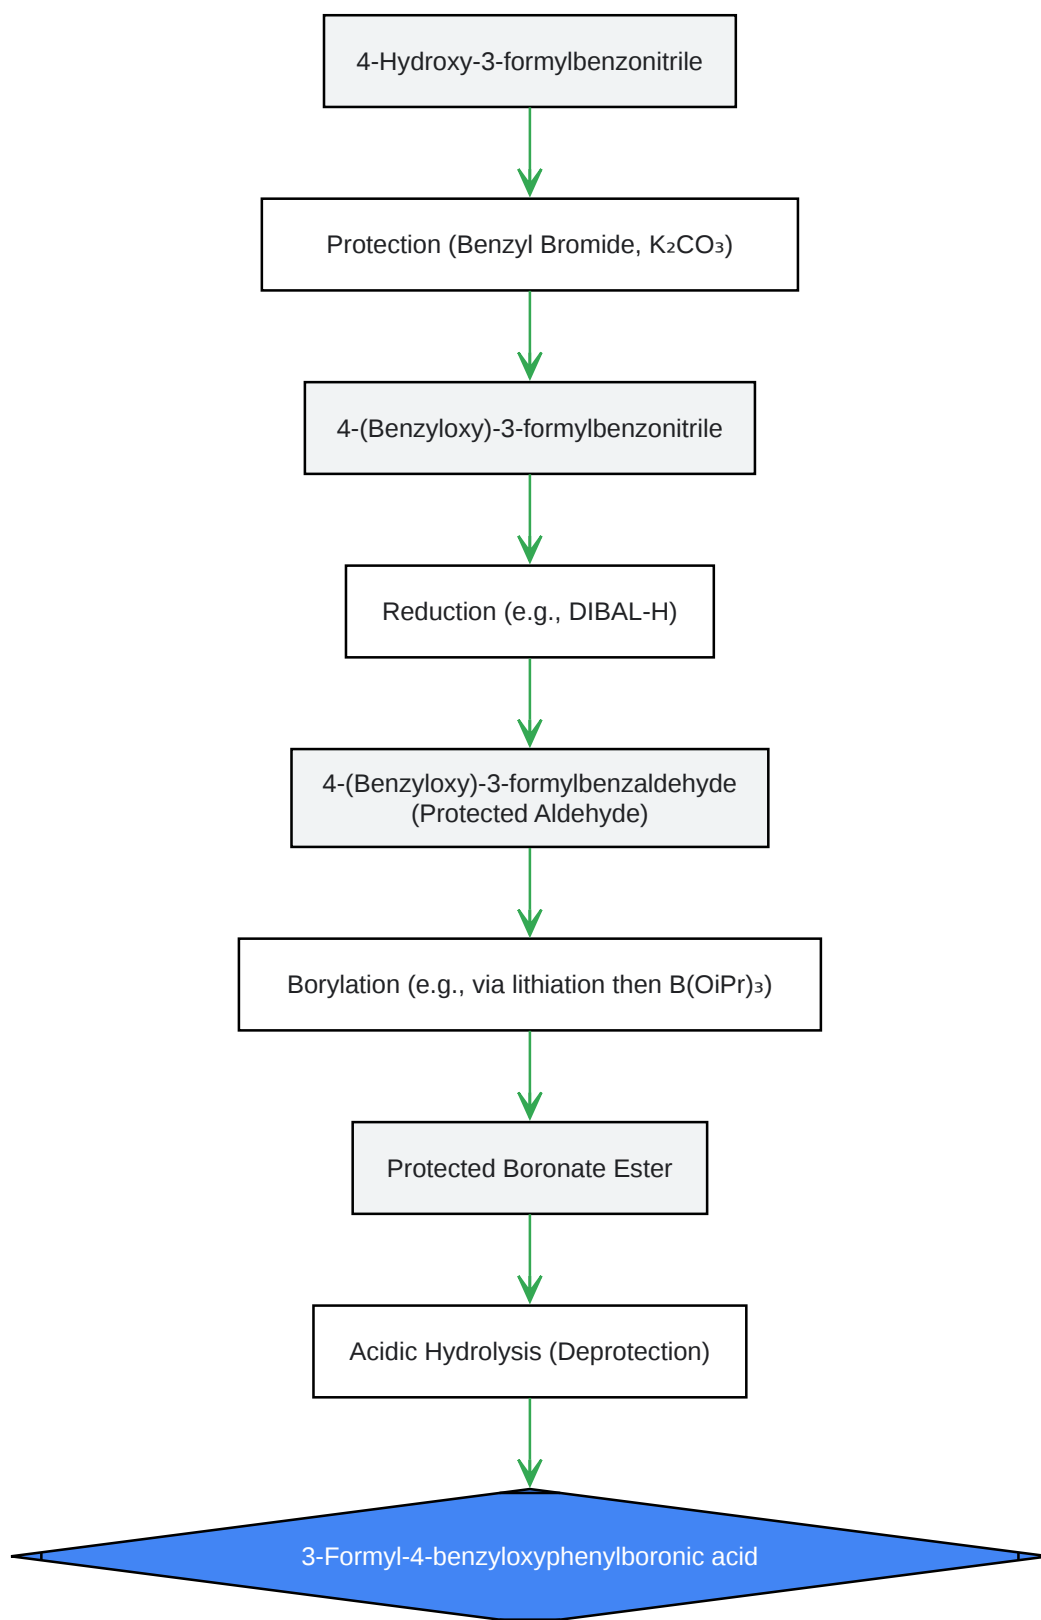 4-Hydroxy-3-formylbenzonitrile
Protection (Benzyl Bromide, K₂CO₃)
4-(Benzyloxy)-3-formylbenzonitrile
Reduction (e.g., DIBAL-H)
4-(Benzyloxy)-3-formylbenzaldehyde
(Protected Aldehyde)
Borylation (e.g., via lithiation then B(OiPr)₃)
Protected Boronate Ester
Acidic Hydrolysis (Deprotection)
3-Formyl-4-benzyloxyphenylboronic acid